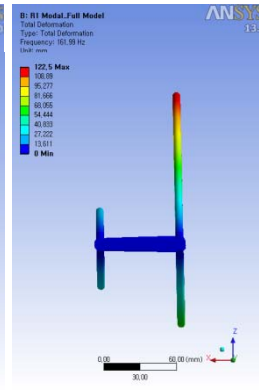 B: R1 Modal_Full Model
Total Deformation
Type: Total Deformation
Frequency: 161,99 Hz
Unit: mm
122,5 Max
108,89
95,277
81,666
68,055
54,444
40,833
27,222
13,611
0 Min
ANSYS
13
0,00
60,00 (mm)
30,00
Z
X